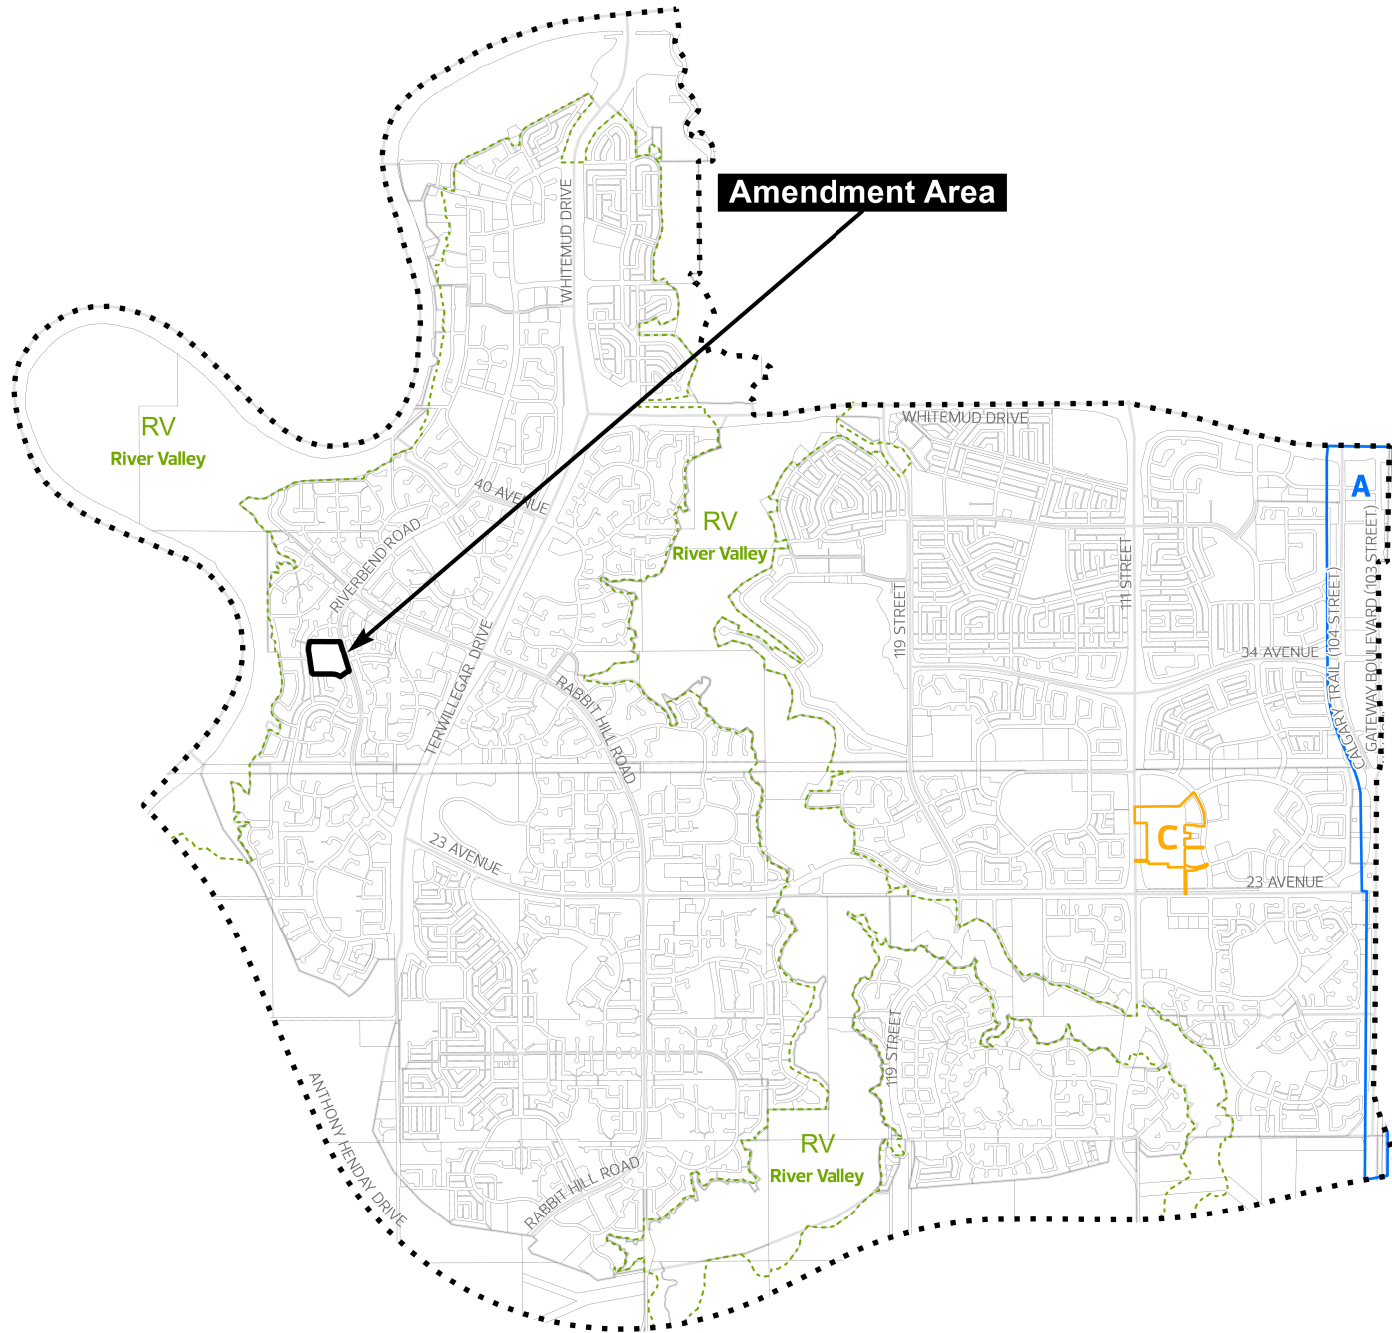 Amendment Area
WHITEMUD DRIVE
WHITEMUD DRIVE
RV
River Valley
A
40 AVENUE
RV
River Valley
RIVERBEND ROAD
119 STREET
111 STREET
CALGARY TRAIL (104 STREET)
GATEWAY BOULEVARD (103 STREET)
34 AVENUE
TERWILLEGAR DRIVE
RABBIT HILL ROAD
C
23 AVENUE
23 AVENUE
119 STREET
ANTHONY HENDAY DRIVE
RV
River Valley
RABBIT HILL ROAD